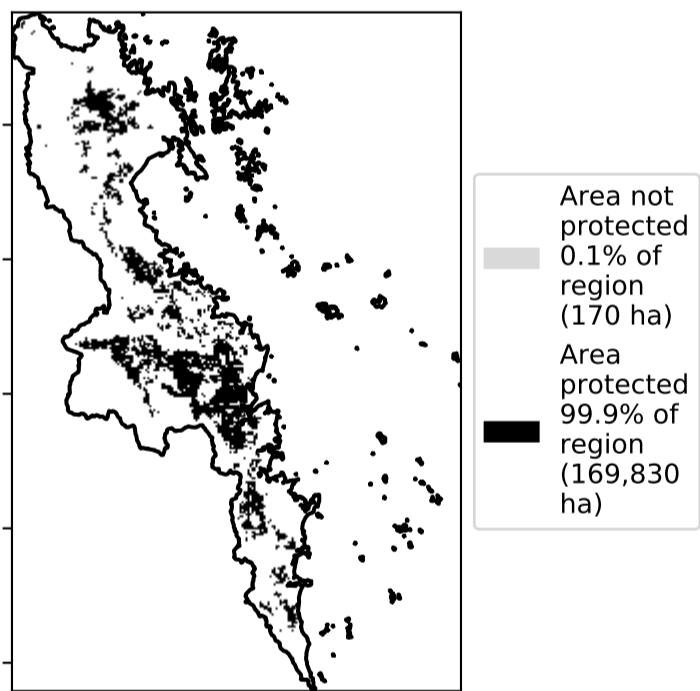 Area not
protected
0.1% of
region
(170 ha)
Area
protected
99.9% of
region
(169,830
ha)